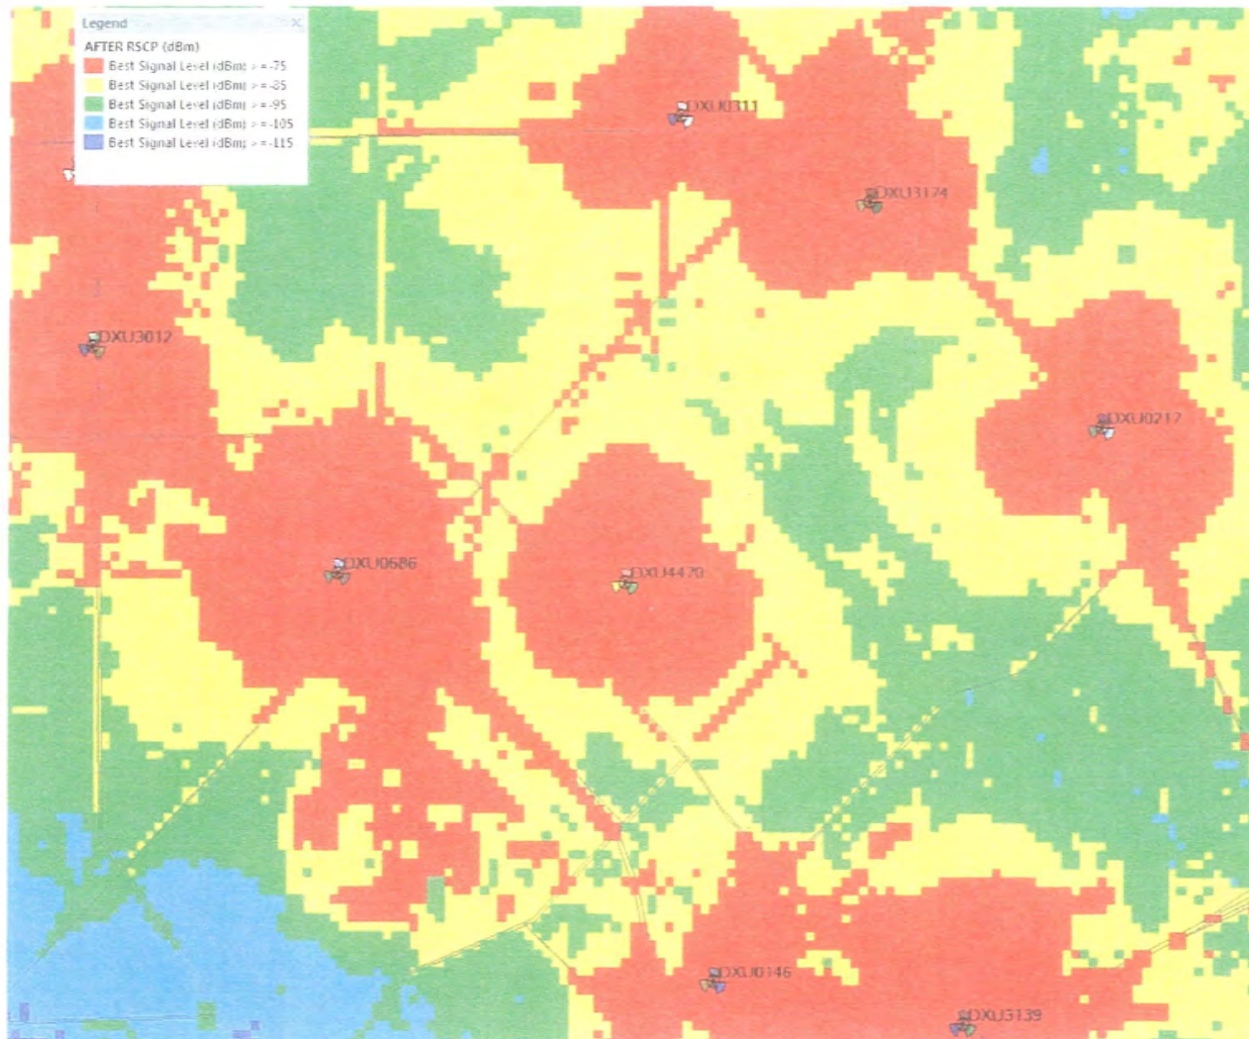 Legend
AFTER RSCP (dBm)
Best Signal Level (dBm) >=-75
Best Signal Level (dBm) >=-85
Best Signal Level (dBm) >=-95
Best Signal Level (dBm) >=-105
Best Signal Level (dBm) >=-115
DXU0311
DXU3174
DXU3012
DXU0217
DXU0686
DXU4470
DXU0146
DXU3139